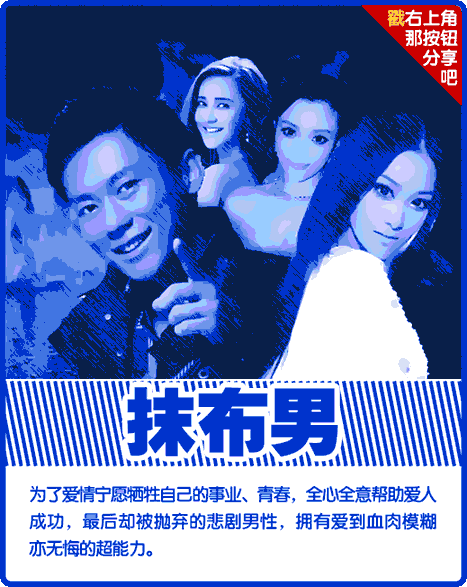 戳右上角
那按钮
分享
吧
抹布男
为了爱情宁愿牺牲自己的事业、青春，全心全意帮助爱人
成功，最后却被抛弃的悲剧男性，拥有爱到血肉模糊
亦无悔的超能力。